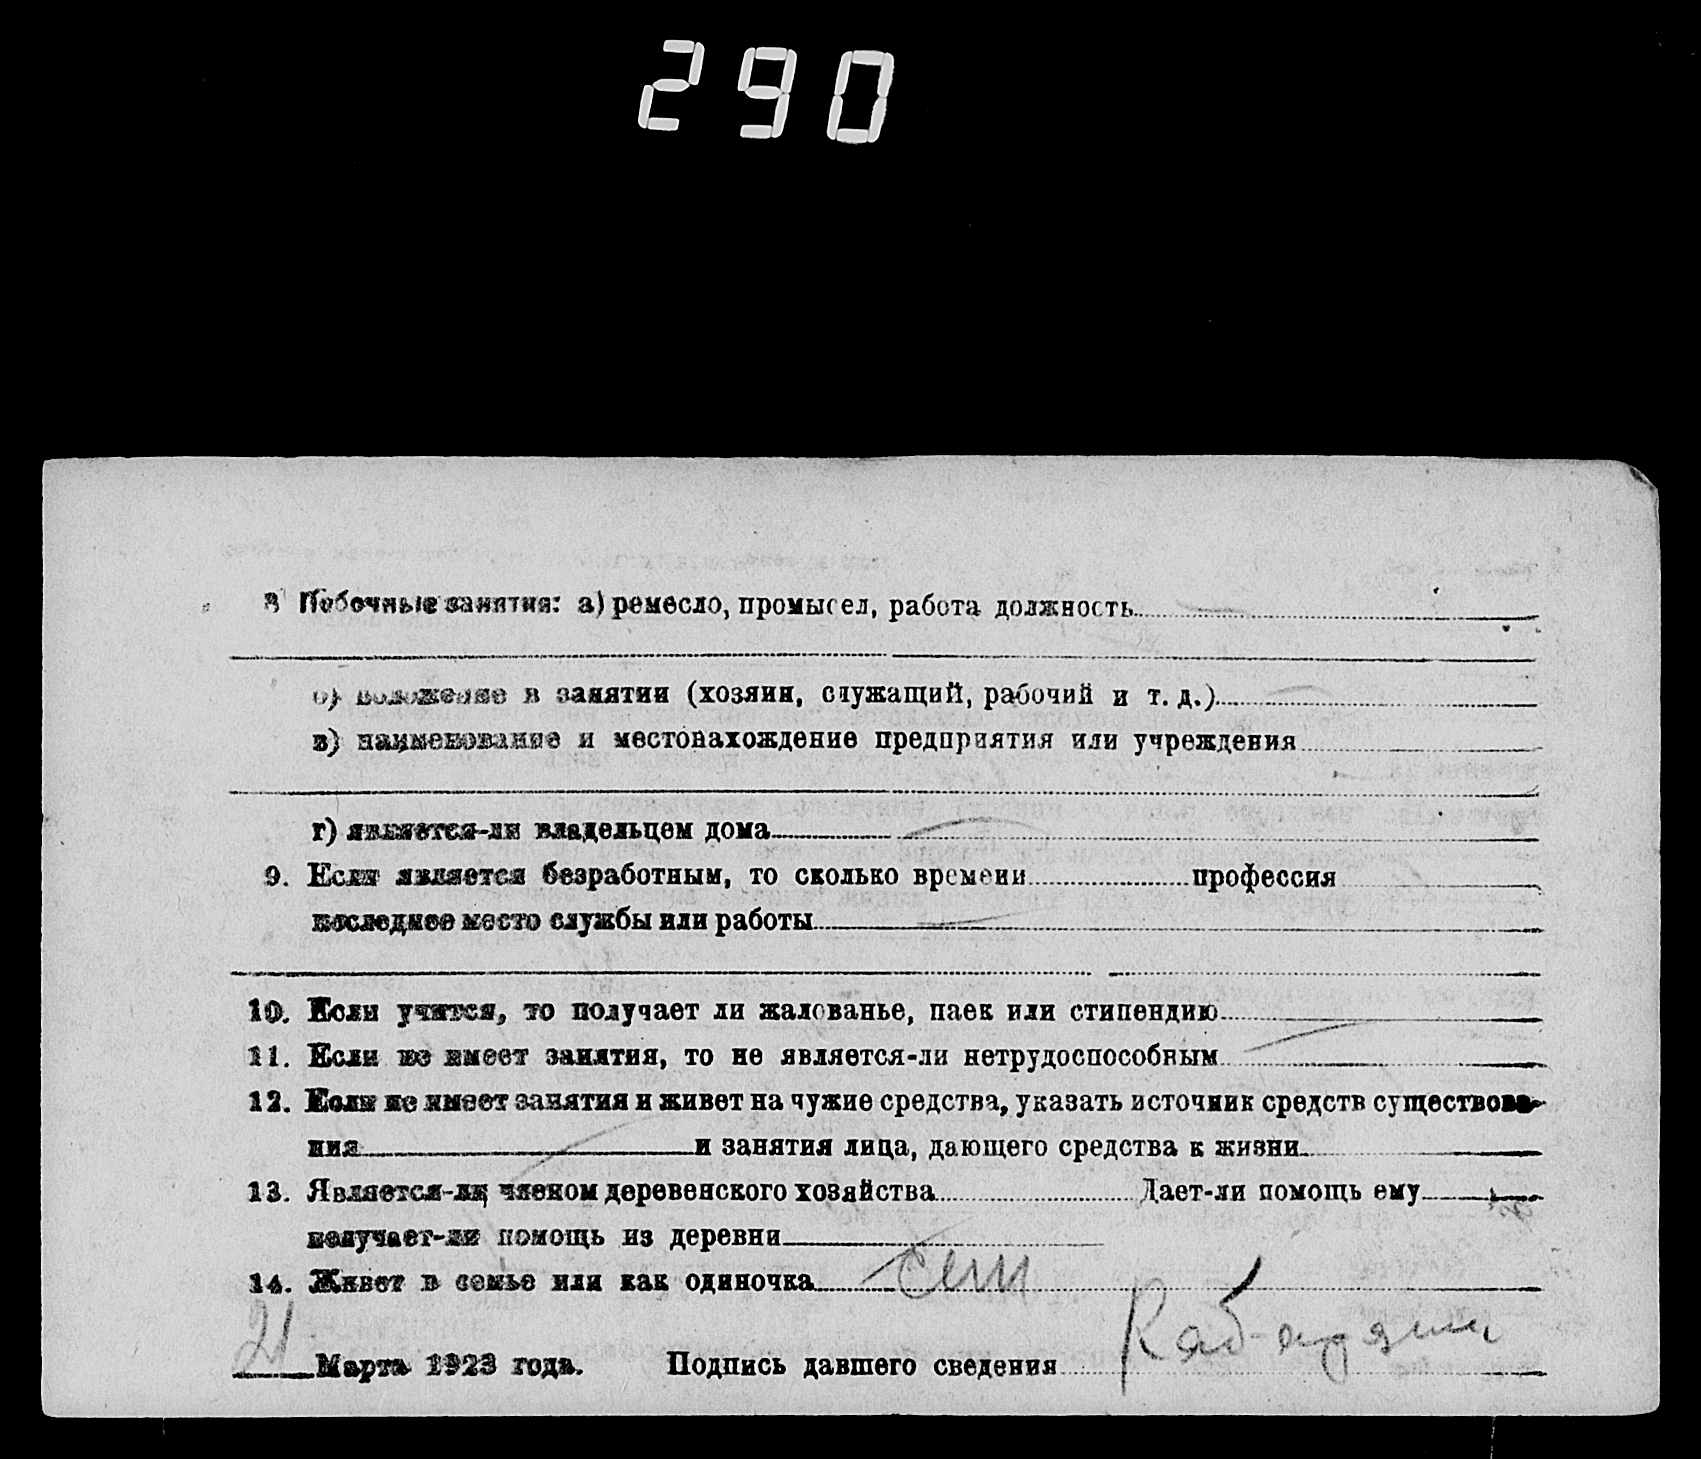 290
8 Побочные занятия: а) ремесло, промысел, работа должность
б) положение в занятии (хозяин, служащий, рабочий и т. д.)
в) наименование и местонахождение предприятия или учреждения
г) является-ли владельцем дома
9. Если является безработным, то сколько времени профессия
последнее место службы или работы
10. Если учится, то получает ли жалованье, паек или стипендию
11. Если не имеет занятия, то не является-ли нетрудоспособным
12. Если не имеет занятия и живет на чужие средства, указать источник средств существова-
ния и занятия лица, дающего средства к жизни
13. Является-ли членом деревенского хозяйства Дает-ли помощь ему
получает-ли помощь из деревни
14. Живет в семье или как одиночка сем
21 Марта 1923 года. Подпись давшего сведения